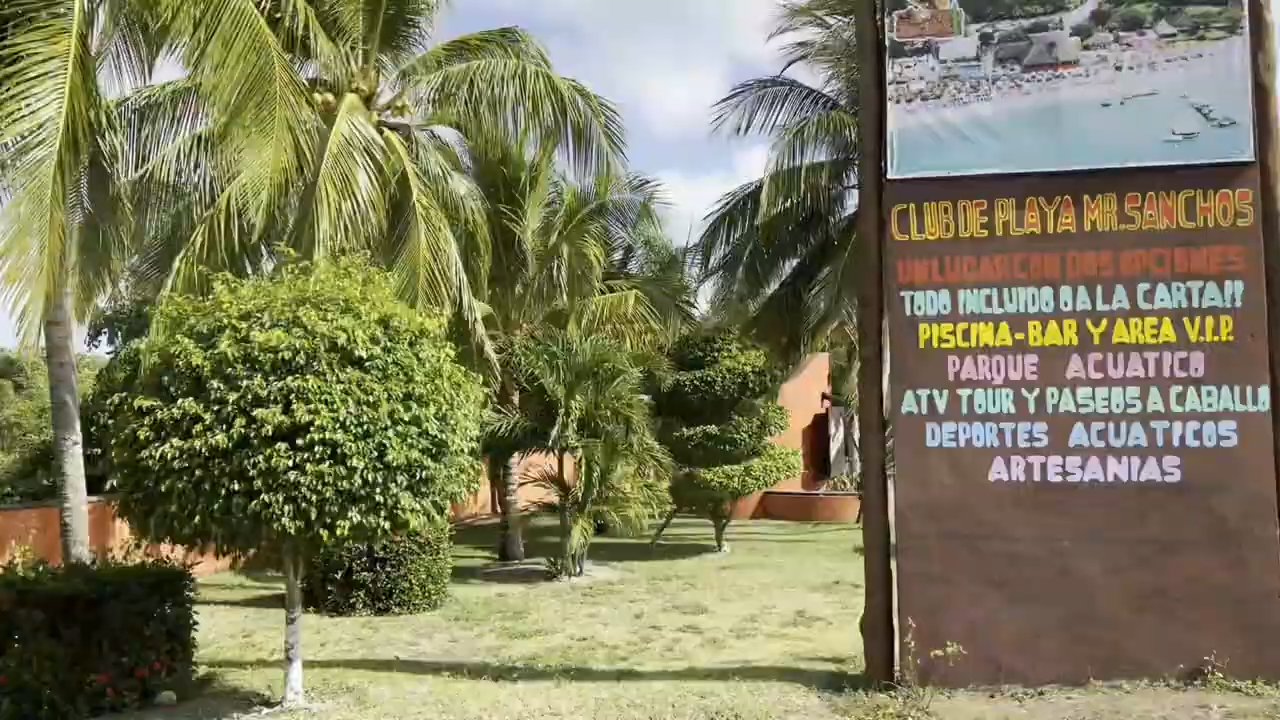 CLUB DE PLAYA MR. SANCHOS
UN LUGAR CON DOS OPCIONES
TODO INCLUIDO O A LA CARTA!!
PISCINA-BAR Y AREA V.I.P.
PARQUE ACUATICO
ATV TOUR Y PASEOS A CABALLO
DEPORTES ACUATICOS
ARTESANIAS